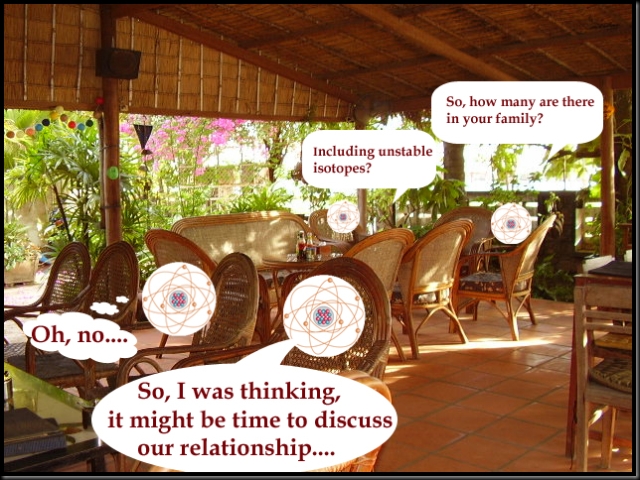 So, how many are there
in your family?
Including unstable
isotopes?
Oh, no....
So, I was thinking,
it might be time to discuss
our relationship....